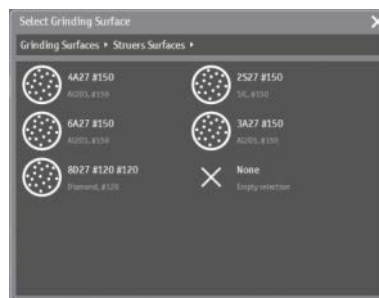 Select Grinding Surface
Grinding Surfaces ▸ Struers Surfaces ▸
4A27 #150
Al2O3, #150
2S27 #150
SiC, #150
6A27 #150
Al2O3, #150
3A27 #150
Al2O3, #150
8D27 #120 #120
Diamond, #120
None
Empty selection